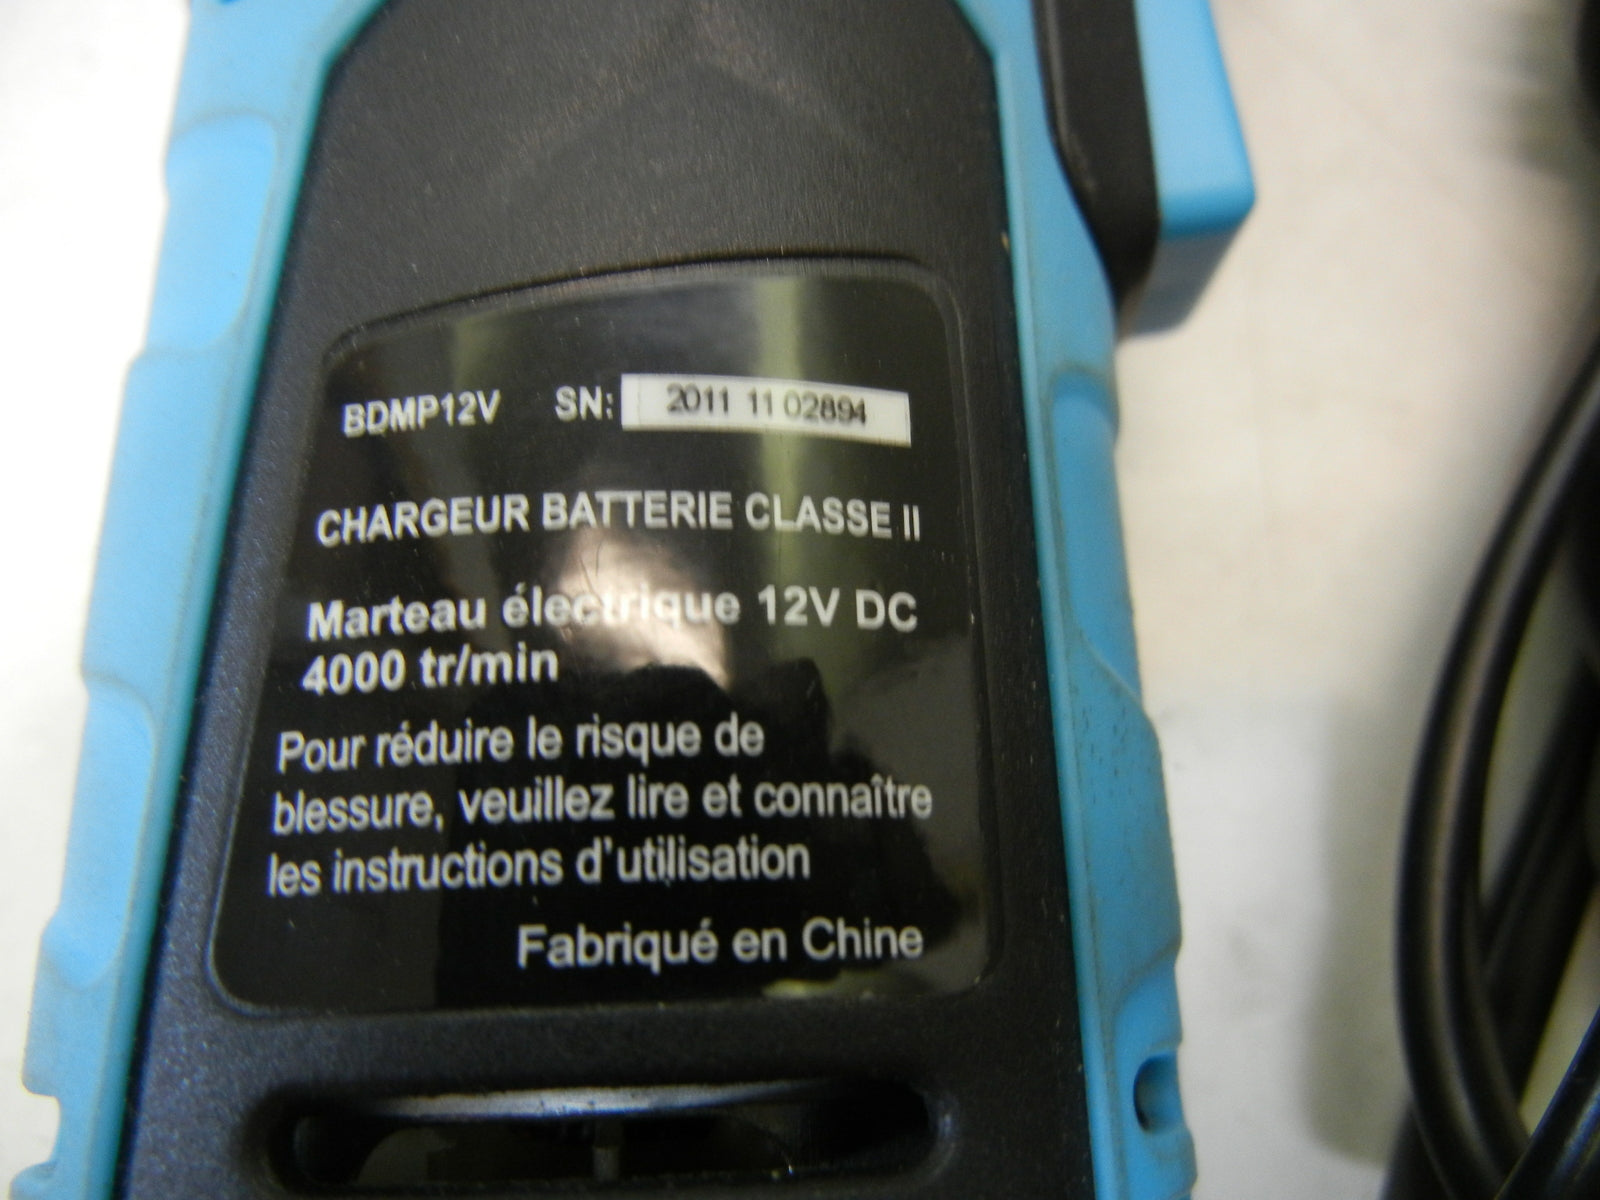 BDMP12V SN: 2011 11 02894
CHARGEUR BATTERIE CLASSE II
Marteau électrique 12V DC
4000 tr/min
Pour réduire le risque de
blessure, veuillez lire et connaître
les instructions d'utilisation
Fabriqué en Chine